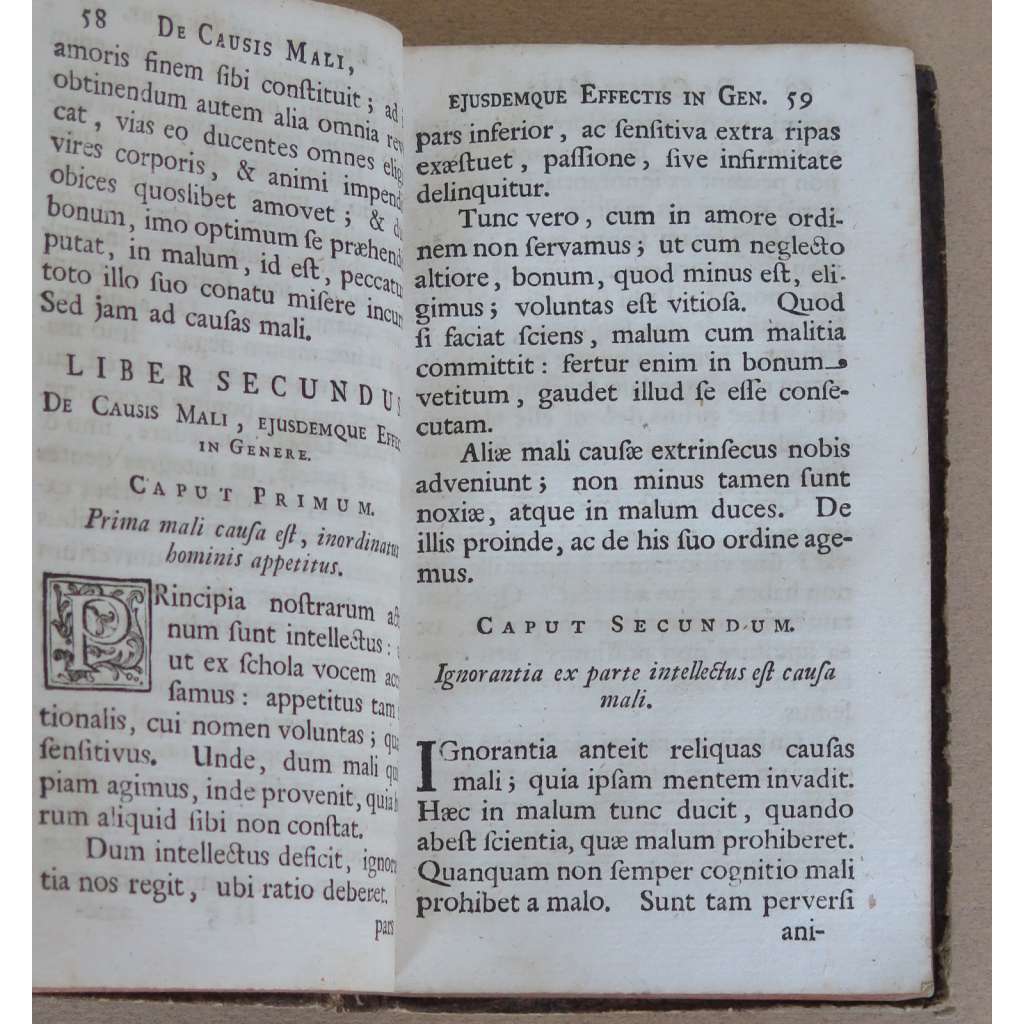 58 DE CAUSIS MALI,
amoris finem ſibi conſtituit; ad
obtinendum autem alia omnia
cat, vias eo ducentes omnes
vires corporis, & animi
obices quoslibet amovet; &
bonum, imo optimum ſe
putat, in malum, id eſt,
toto illo ſuo conatu miſere
Sed jam ad cauſas mali.
LIBER SECUNDUS
DE CAUSIS MALI, EJUSDEMQUE
IN GENERE.
CAPUT PRIMUM.
Prima mali cauſa eſt,
hominis appetitus.
PRincipia noſtrarum
num ſunt intellectus:
ut ex ſchola vocem
ſamus: appetitus
tionalis, cui nomen voluntas;
ſenſitivus. Unde, dum mali
piam agimus, inde provenit,
rum aliquid ſibi non conſtat.
Dum intellectus deficit,
tia nos regit, ubi ratio deberet,
pars
EJUSDEMQUE EFFECTIS IN GEN. 59
pars inferior, ac ſenſitiva extra ripas
exæſtuet, paſſione, ſive infirmitate
delinquitur.
Tunc vero, cum in amore ordi-
nem non ſervamus; ut cum neglecto
altiore, bonum, quod minus eſt, eli-
gimus; voluntas eſt vitioſa. Quod
ſi faciat ſciens, malum cum malitia
committit: fertur enim in bonum
vetitum, gaudet illud ſe eſſe conſe-
cutam.
Aliæ mali cauſæ extrinſecus nobis
adveniunt; non minus tamen ſunt
noxiæ, atque in malum duces. De
illis proinde, ac de his ſuo ordine age-
mus.
CAPUT SECUNDUM.
Ignorantia ex parte intellectus eſt cauſa
mali.
IGnorantia anteit reliquas cauſas
mali; quia ipſam mentem invadit.
Hæc in malum tunc ducit, quando
abeſt ſcientia, quæ malum prohiberet.
Quanquam non ſemper cognitio mali
prohibet a malo. Sunt tam perverſi
ani-